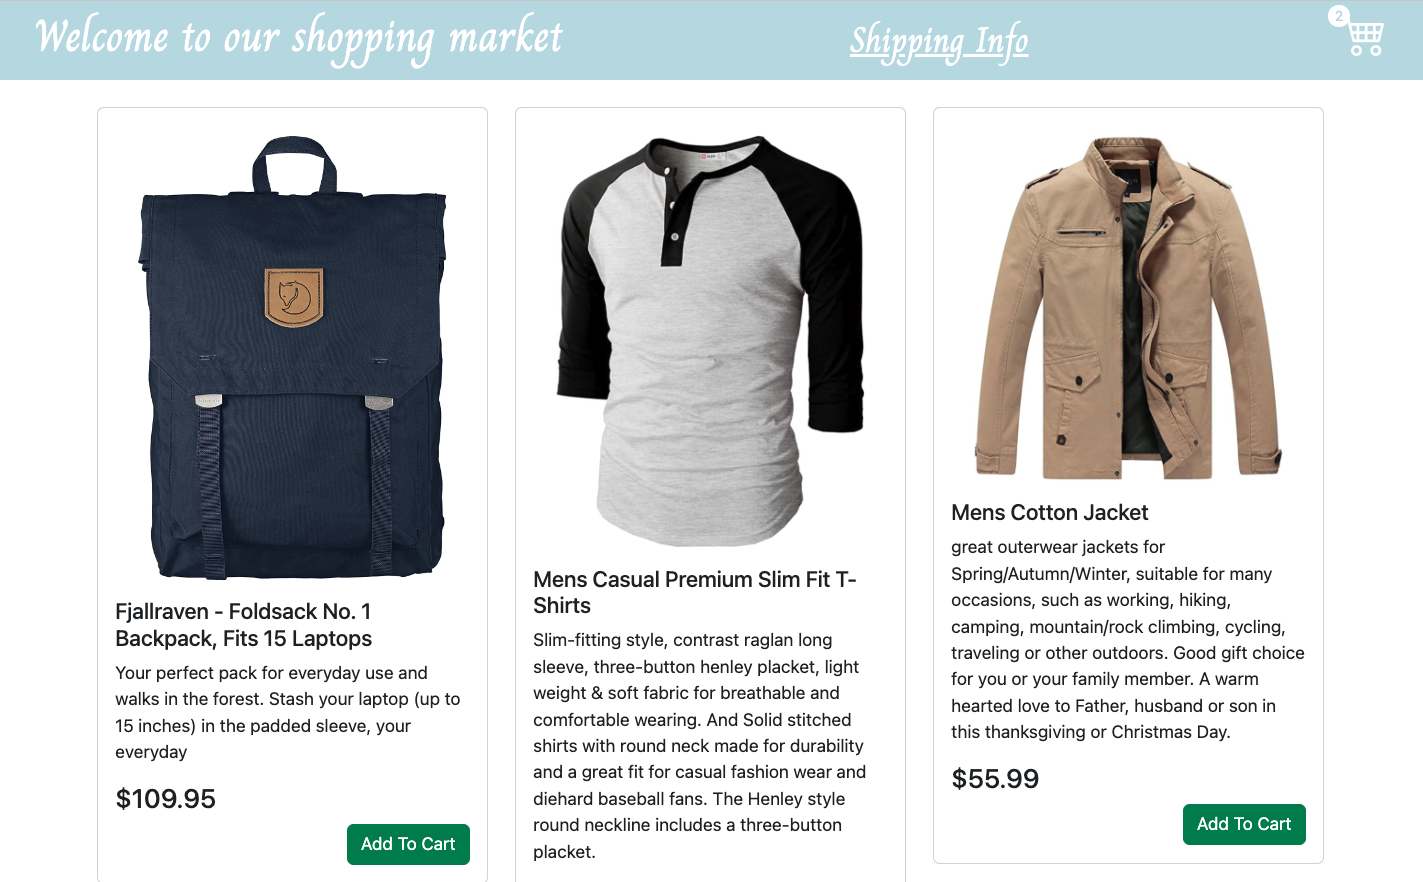 Welcome to our shopping market
Shipping Info
2
Fjallraven - Foldsack No. 1
Backpack, Fits 15 Laptops
Your perfect pack for everyday use and
walks in the forest. Stash your laptop (up to
15 inches) in the padded sleeve, your
everyday
$109.95
Add To Cart
Mens Casual Premium Slim Fit T-
Shirts
Slim-fitting style, contrast raglan long
sleeve, three-button henley placket, light
weight & soft fabric for breathable and
comfortable wearing. And Solid stitched
shirts with round neck made for durability
and a great fit for casual fashion wear and
diehard baseball fans. The Henley style
round neckline includes a three-button
placket.
Mens Cotton Jacket
great outerwear jackets for
Spring/Autumn/Winter, suitable for many
occasions, such as working, hiking,
camping, mountain/rock climbing, cycling,
traveling or other outdoors. Good gift choice
for you or your family member. A warm
hearted love to Father, husband or son in
this thanksgiving or Christmas Day.
$55.99
Add To Cart